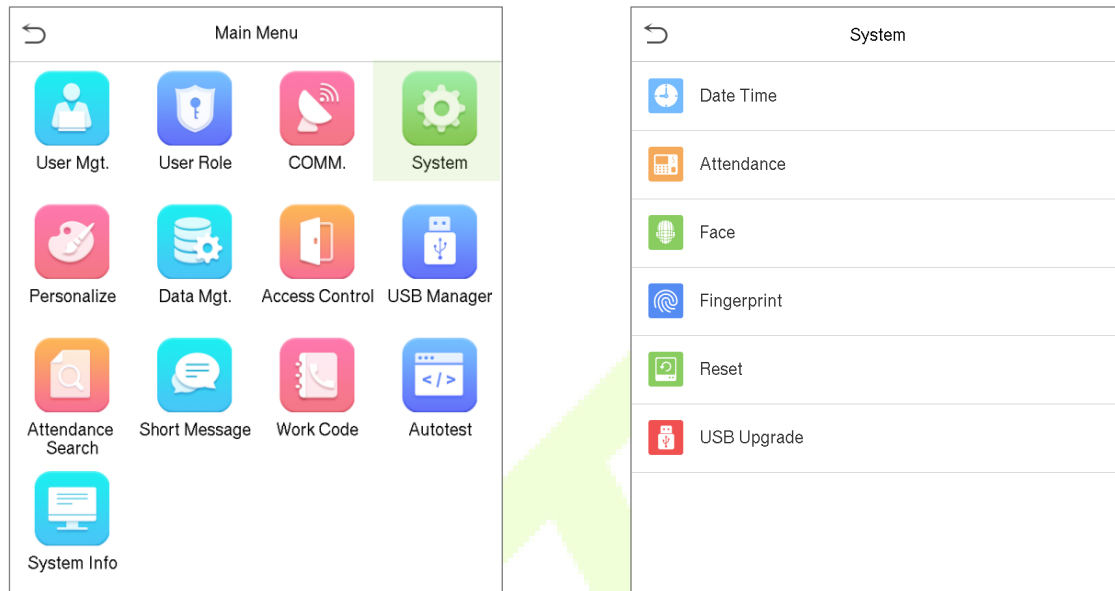 Main Menu
User Mgt.
User Role
COMM.
System
Personalize
Data Mgt.
Access Control
USB Manager
Attendance
Search
Short Message
Work Code
</>
Autotest
System Info
System
Date Time
Attendance
Face
Fingerprint
Reset
USB Upgrade